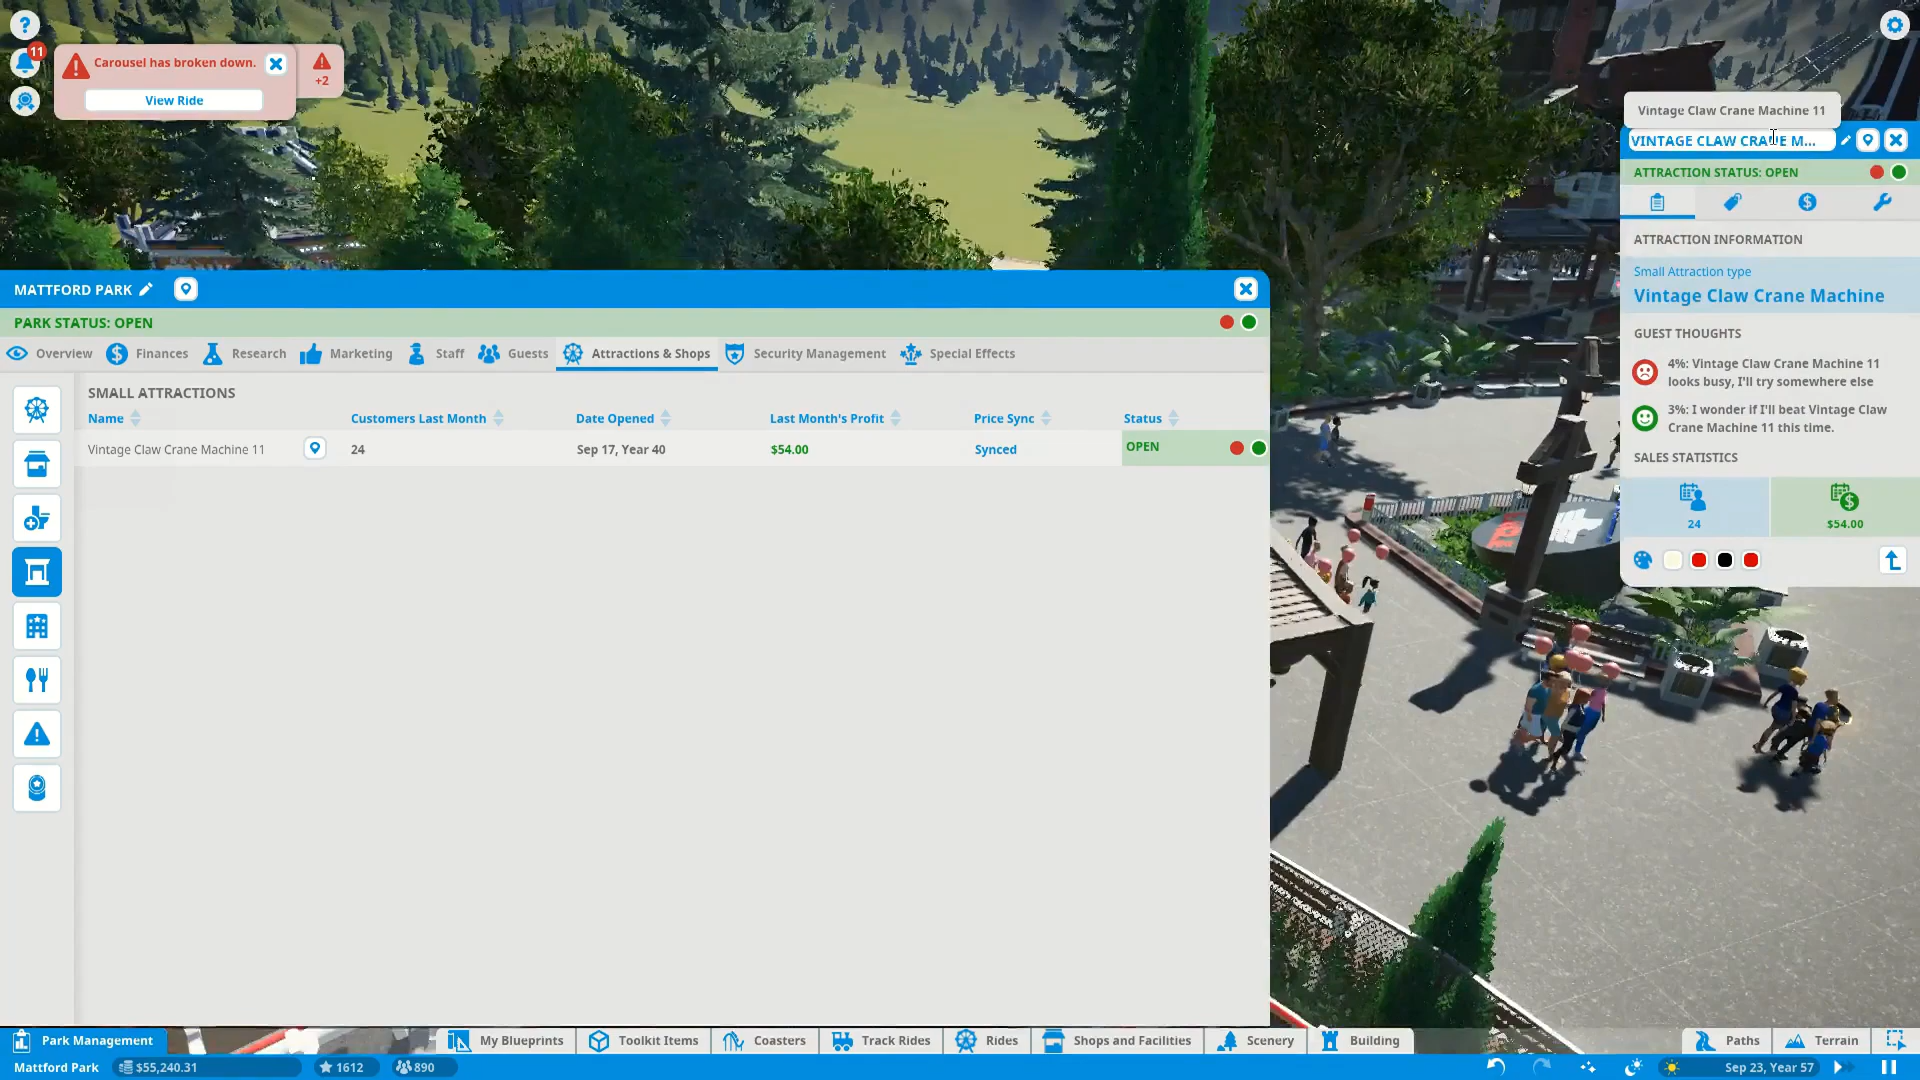 ?
11
Carousel has broken down.
View Ride
+2
Vintage Claw Crane Machine 11
VINTAGE CLAW CRANE M...
ATTRACTION STATUS: OPEN
ATTRACTION INFORMATION
Small Attraction type
Vintage Claw Crane Machine
GUEST THOUGHTS
4%: Vintage Claw Crane Machine 11
looks busy, I'll try somewhere else
3%: I wonder if I'll beat Vintage Claw
Crane Machine 11 this time.
SALES STATISTICS
24
$54.00
MATTFORD PARK
PARK STATUS: OPEN
Overview
Finances
Research
Marketing
Staff
Guests
Attractions & Shops
Security Management
Special Effects
SMALL ATTRACTIONS
Name
Customers Last Month
Date Opened
Last Month's Profit
Price Sync
Status
Vintage Claw Crane Machine 11
24
Sep 17, Year 40
$54.00
Synced
OPEN
Park Management
My Blueprints
Toolkit Items
Coasters
Track Rides
Rides
Shops and Facilities
Scenery
Building
Paths
Terrain
Mattford Park
$55,240.31
1612
890
Sep 23, Year 57